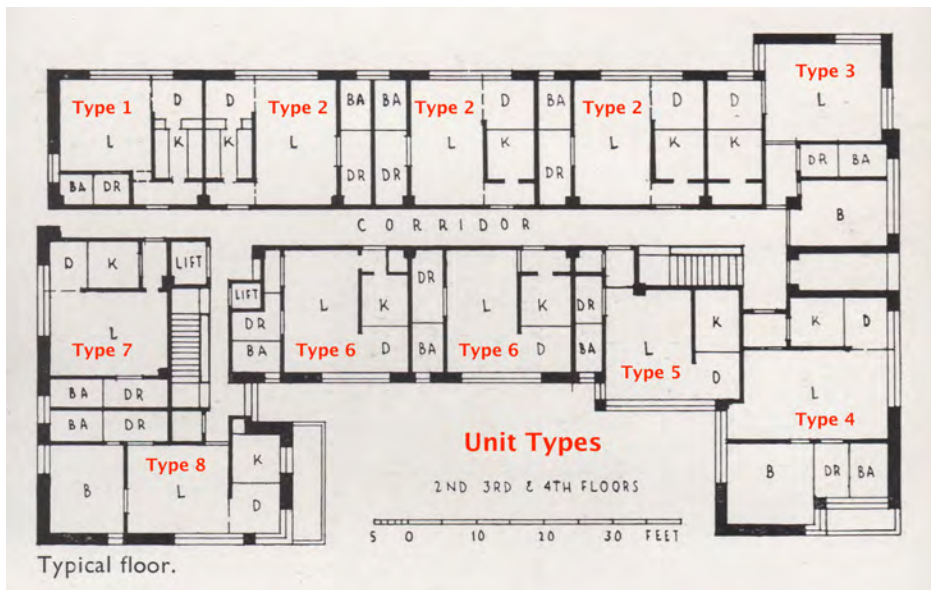 Type 3
L
Type 1 D D Type 2 BA BA Type 2 D BA Type 2 D D
L K K L L K L K K
BA DR DR DR DR DR BA
CORRIDOR
B
D K LIFT
L DR L
LIFT K K DR K K D
L DR L
Type 7 BA Type 6 D BA Type 6 D BA Type 5 D L
BA DR Type 4
BA DR
Type 8 K Unit Types
B L B DR BA
D 2ND 3RD & 4TH FLOORS
5 0 10 20 30 FEET
Typical floor.